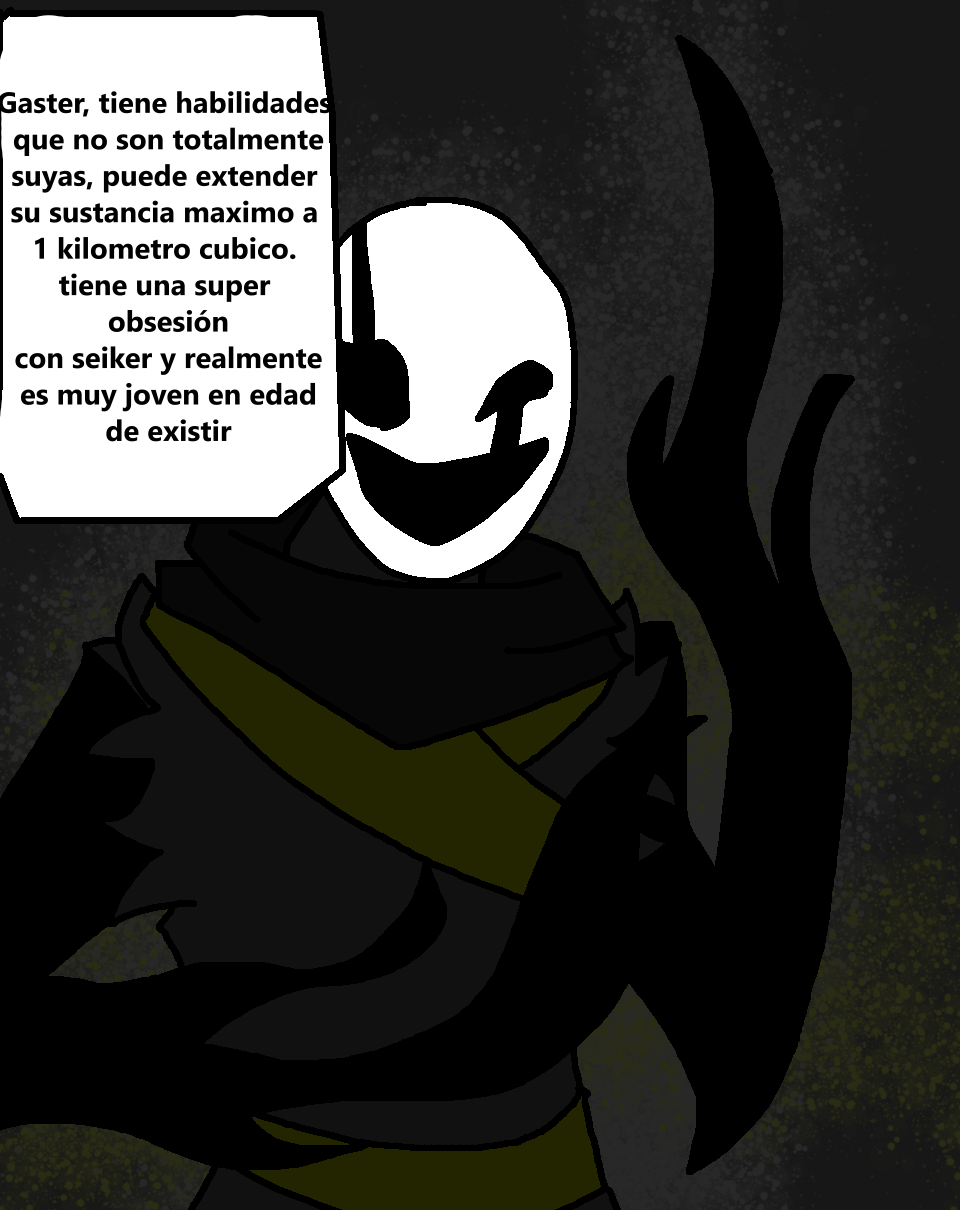 Gaster, tiene habilidades
que no son totalmente
suyas, puede extender
su sustancia maximo a
1 kilometro cubico.
tiene una super
obsesión
con seiker y realmente
es muy joven en edad
de existir